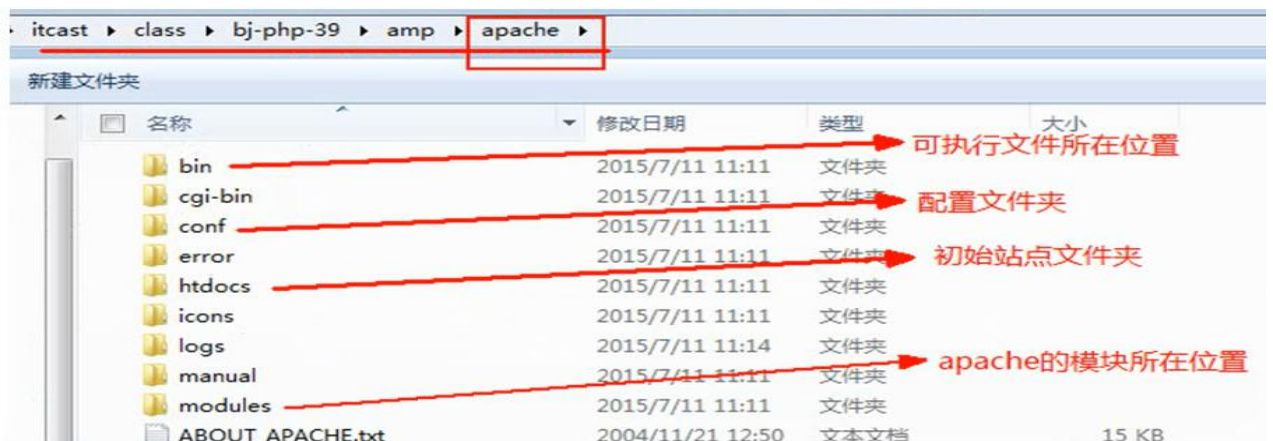 itcast ▸ class ▸ bj-php-39 ▸ amp ▸ apache ▸
新建文件夹
名称 修改日期 类型 大小
可执行文件所在位置
bin 2015/7/11 11:11 文件夹
cgi-bin 2015/7/11 11:11 文件夹
配置文件夹
conf 2015/7/11 11:11 文件夹
error 2015/7/11 11:11 文件夹
初始站点文件夹
htdocs 2015/7/11 11:11 文件夹
icons 2015/7/11 11:11 文件夹
logs 2015/7/11 11:14 文件夹
apache的模块所在位置
manual 2015/7/11 11:11 文件夹
modules 2015/7/11 11:11 文件夹
ABOUT_APACHE.txt 2004/11/21 12:50 文本文档 15 KB